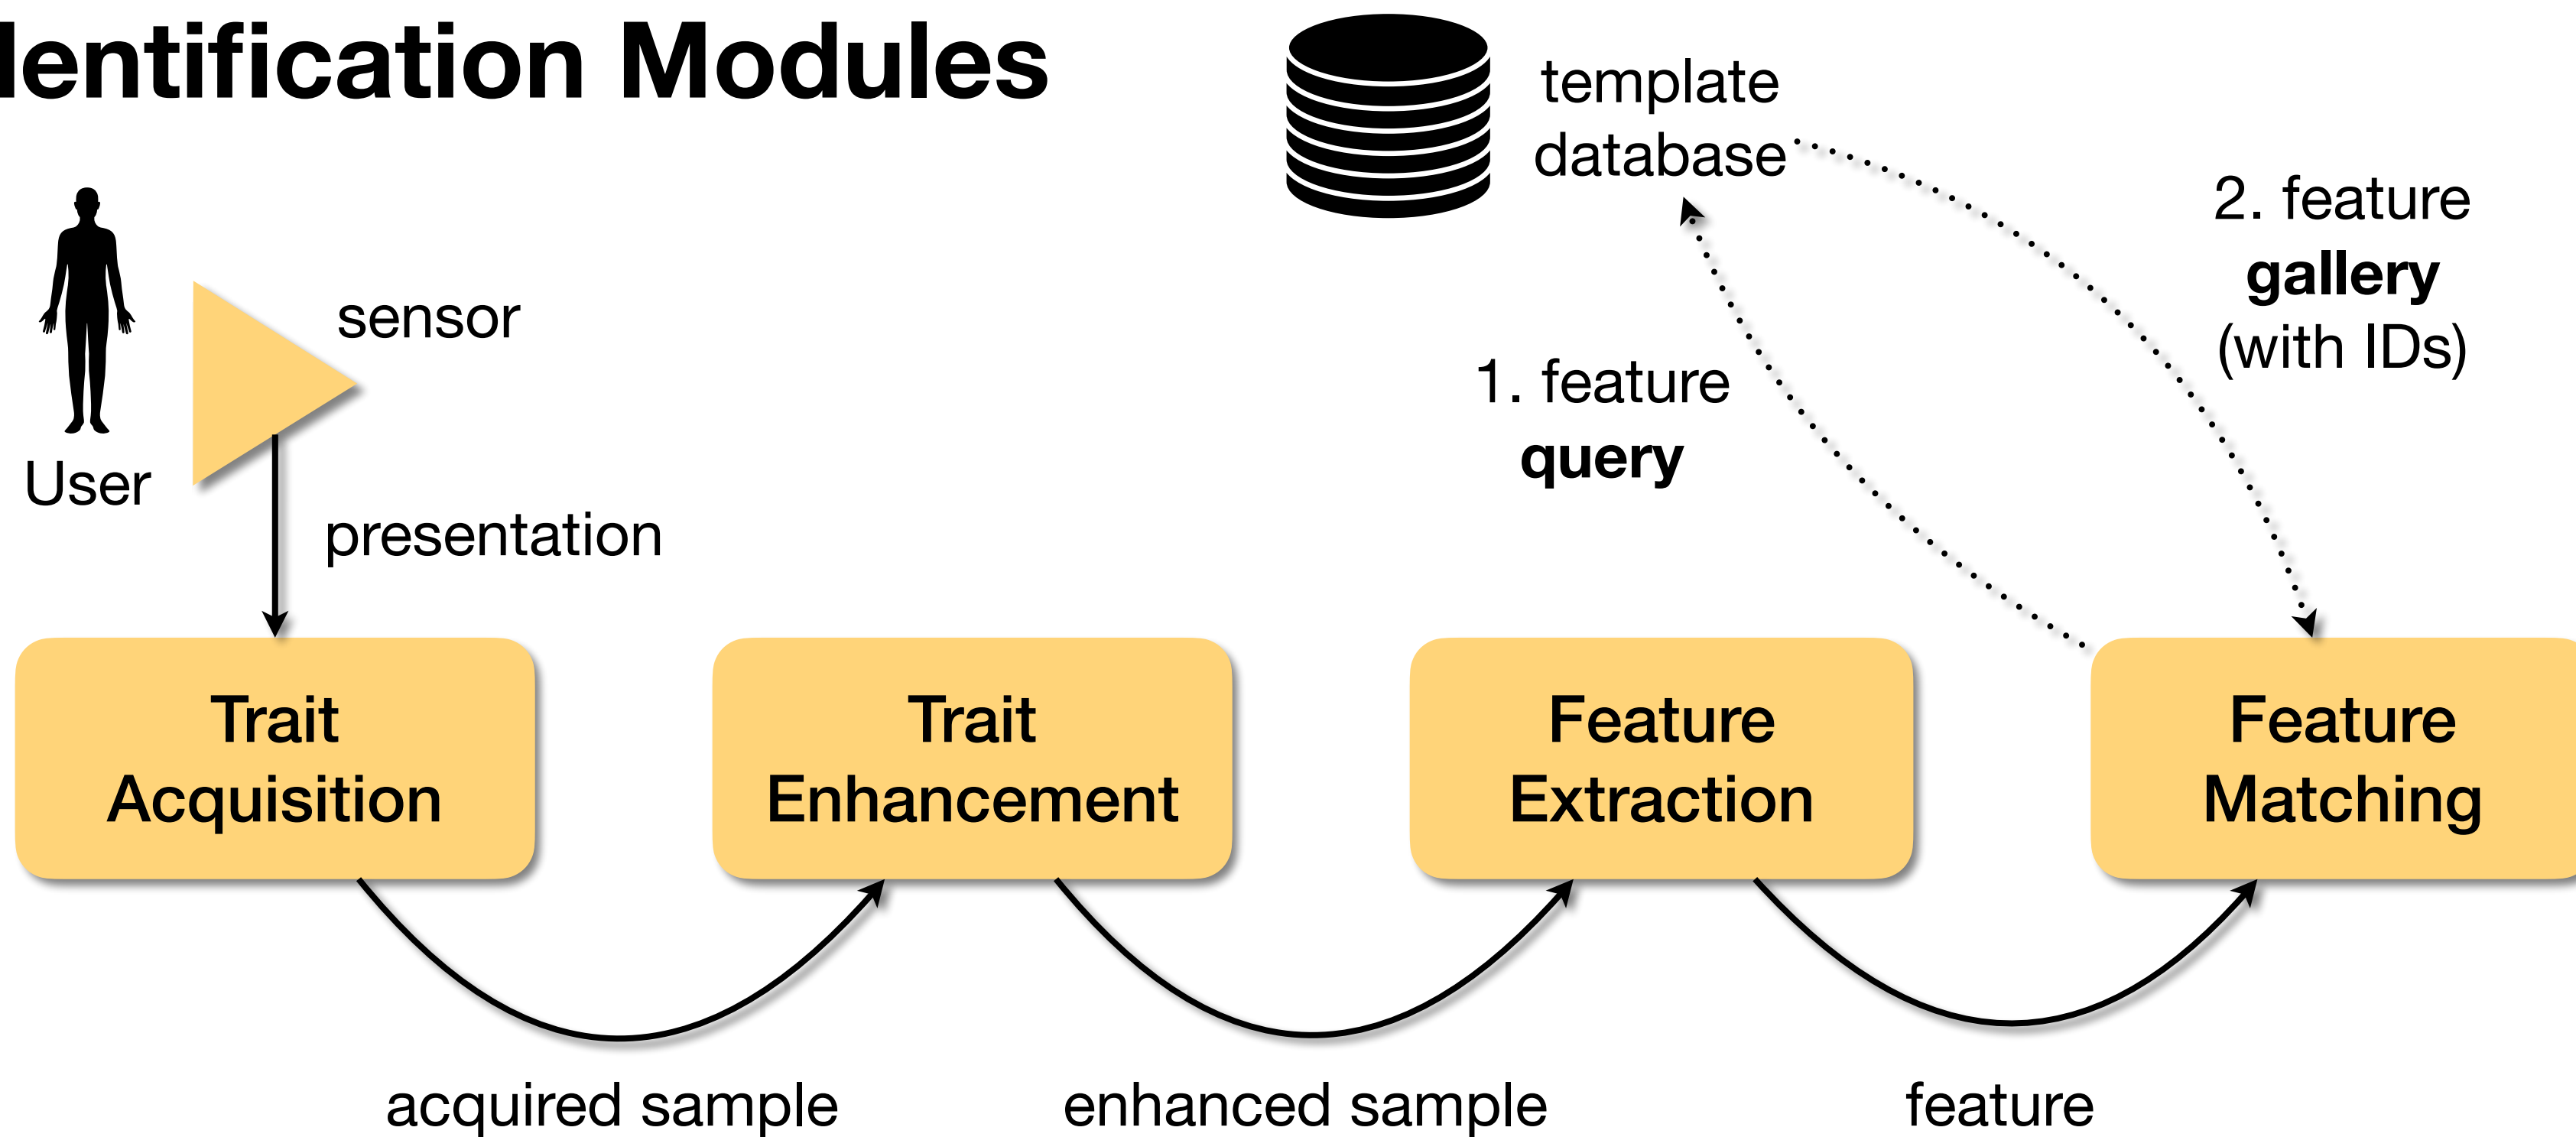 dentification Modules
template
database
2. feature
gallery
(with IDs)
sensor
1. feature
query
User
presentation
Trait
Acquisition
Trait
Enhancement
Feature
Extraction
Feature
Matching
acquired sample
enhanced sample
feature